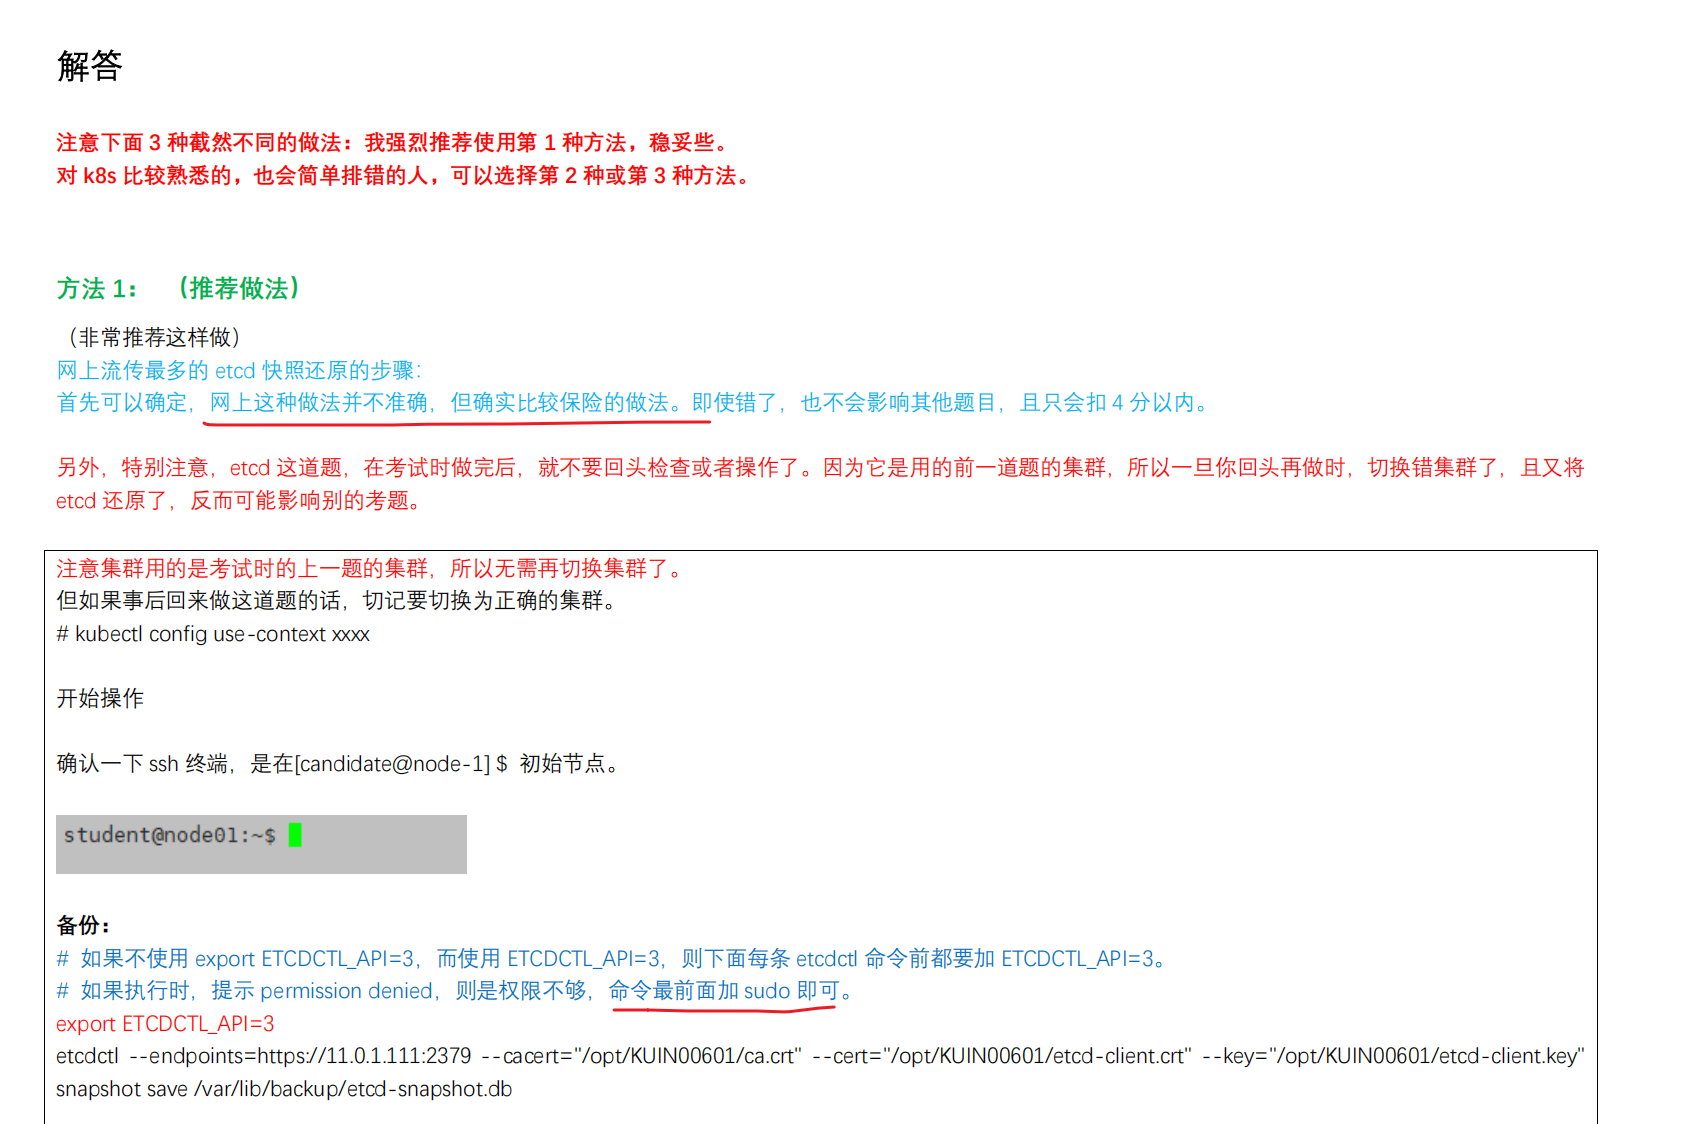 解答
注意下面 3 种截然不同的做法：我强烈推荐使用第 1 种方法，稳妥些。
对 k8s 比较熟悉的，也会简单排错的人，可以选择第 2 种或第 3 种方法。
方法 1： （推荐做法）
（非常推荐这样做）
网上流传最多的 etcd 快照还原的步骤：
首先可以确定，网上这种做法并不准确，但确实比较保险的做法。即使错了，也不会影响其他题目，且只会扣 4 分以内。
另外，特别注意，etcd 这道题，在考试时做完后，就不要回头检查或者操作了。因为它是用的前一道题的集群，所以一旦你回头再做时，切换错集群了，且又将
etcd 还原了，反而可能影响别的考题。
注意集群用的是考试时的上一题的集群，所以无需再切换集群了。
但如果事后回来做这道题的话，切记要切换为正确的集群。
# kubectl config use-context xxxx
开始操作
确认一下 ssh 终端，是在[candidate@node-1] $ 初始节点。
student@node01:~$
备份：
# 如果不使用 export ETCDCTL_API=3，而使用 ETCDCTL_API=3，则下面每条 etcdctl 命令前都要加 ETCDCTL_API=3。
# 如果执行时，提示 permission denied，则是权限不够，命令最前面加 sudo 即可。
export ETCDCTL_API=3
etcdctl --endpoints=https://11.0.1.111:2379 --cacert="/opt/KUIN00601/ca.crt" --cert="/opt/KUIN00601/etcd-client.crt" --key="/opt/KUIN00601/etcd-client.key"
snapshot save /var/lib/backup/etcd-snapshot.db